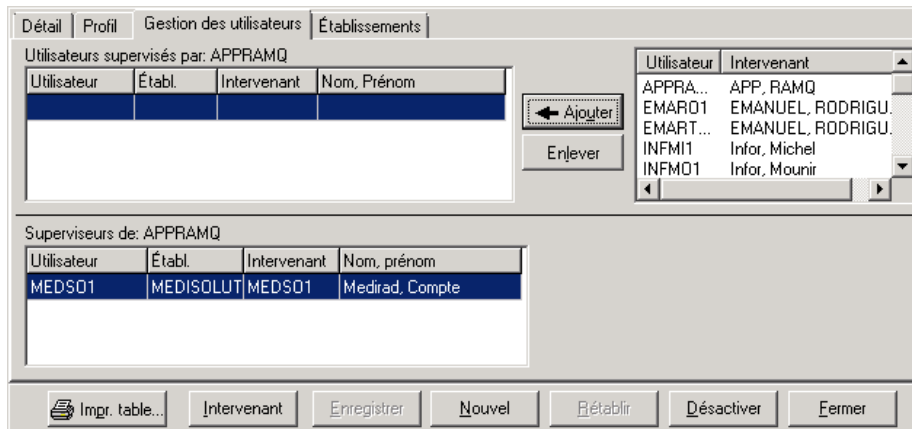 Détail Profil Gestion des utilisateurs Établissements
Utilisateurs supervisés par: APPRAMQ
Utilisateur Établ. Intervenant Nom, Prénom
Ajouter
Enlever
Utilisateur Intervenant
APPRA... APP, RAMQ
EMARO1 EMANUEL, RODRIGU.
EMART... EMANUEL, RODRIGU.
INFMI1 Infor, Michel
INFMO1 Infor, Mounir
Superviseurs de: APPRAMQ
Utilisateur Établ. Intervenant Nom, prénom
MEDSO1 MEDISOLUT MEDSO1 Medirad, Compte
Impr. table... Intervenant Enregistrer Nouvel Rétablir Désactiver Fermer